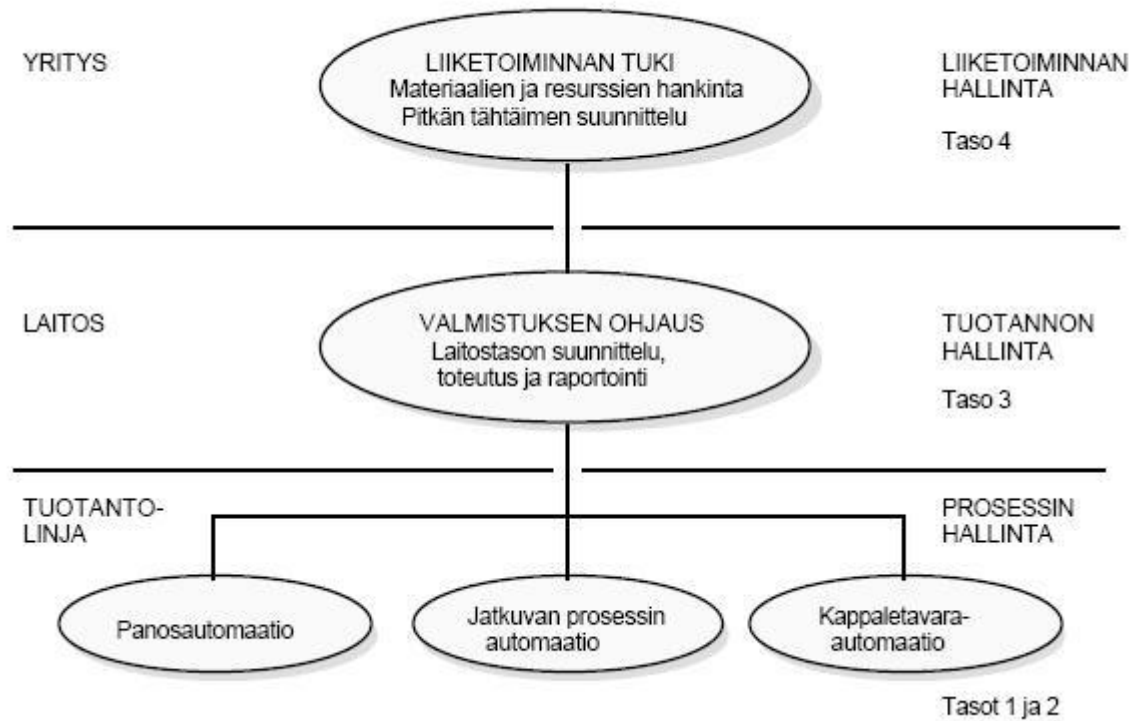 YRITYS
LIIKETOIMINNAN TUKI
Materiaalien ja resurssien hankinta
Pitkän tähtäimen suunnittelu
LIIKETOIMINNAN
HALLINTA
Taso 4
LAITOS
VALMISTUKSEN OHJAUS
Laitostason suunnittelu,
toteutus ja raportointi
TUOTANNON
HALLINTA
Taso 3
TUOTANTO-
LINJA
PROSESSIN
HALLINTA
Panosautomaatio
Jatkuvan prosessin
automaatio
Kappaletavara-
automaatio
Tasot 1 ja 2